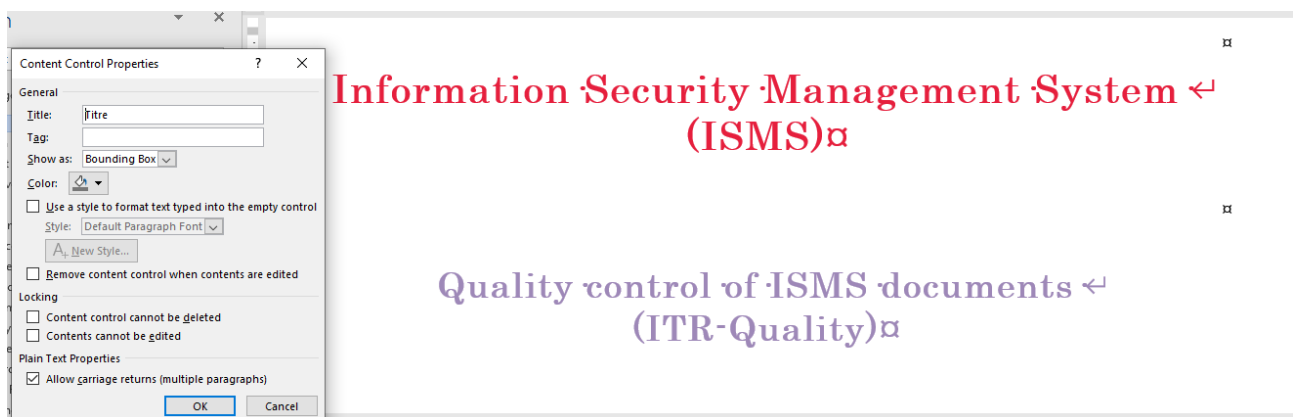 Content Control Properties ? ×
General
Title: Titre
Tag:
Show as: Bounding Box
Color:
Use a style to format text typed into the empty control
Style: Default Paragraph Font
A+ New Style...
Remove content control when contents are edited
Locking
Content control cannot be deleted
Contents cannot be edited
Plain Text Properties
Allow carriage returns (multiple paragraphs)
OK Cancel
¤
Information·Security·Management·System·↵
(ISMS)¤
¤
Quality·control·of·ISMS·documents·↵
(ITR-Quality)¤